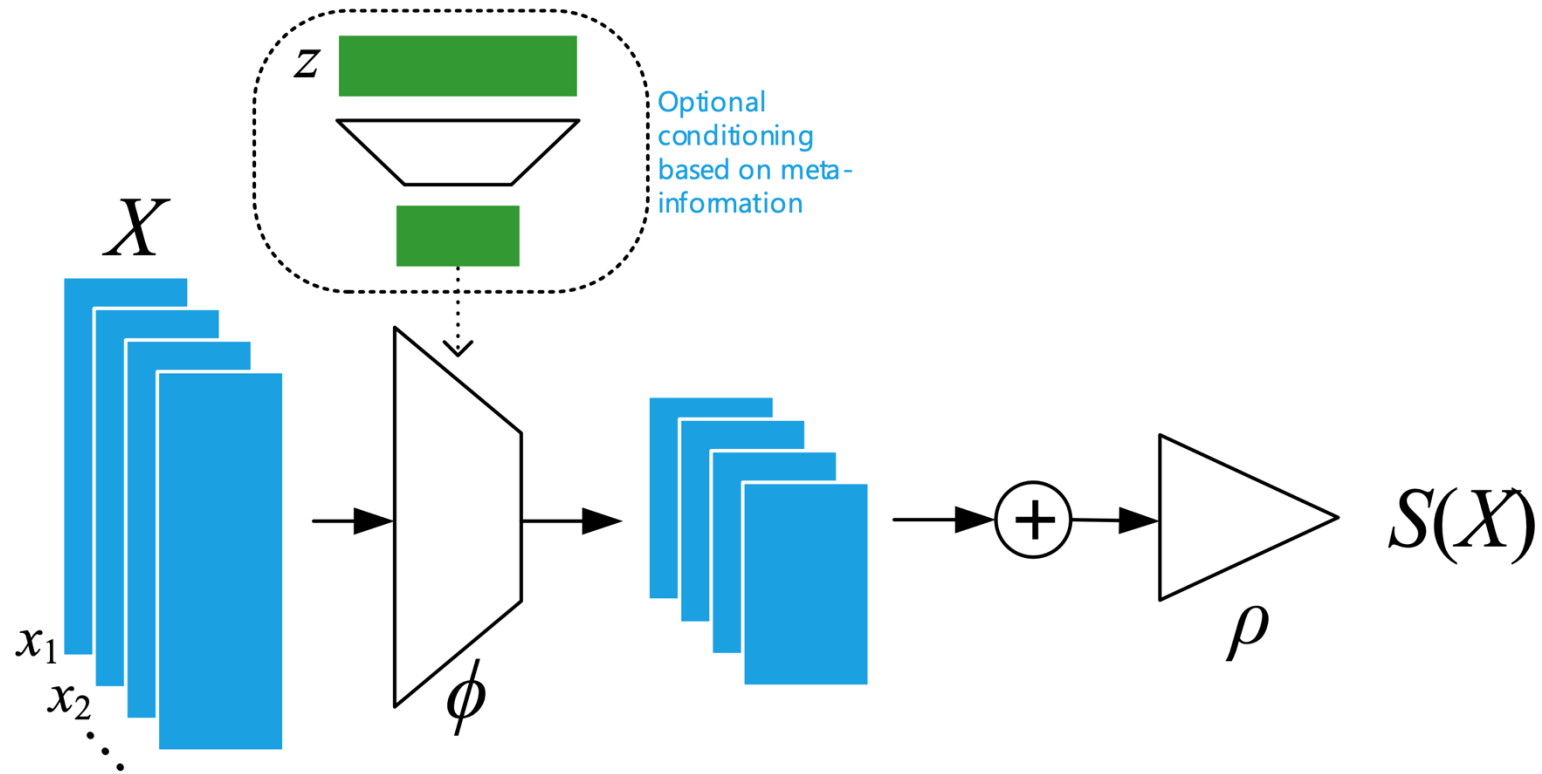 z
Optional
conditioning
based on meta-
information
X
x₁
x₂
⋱
ϕ
+
ρ
S(X)